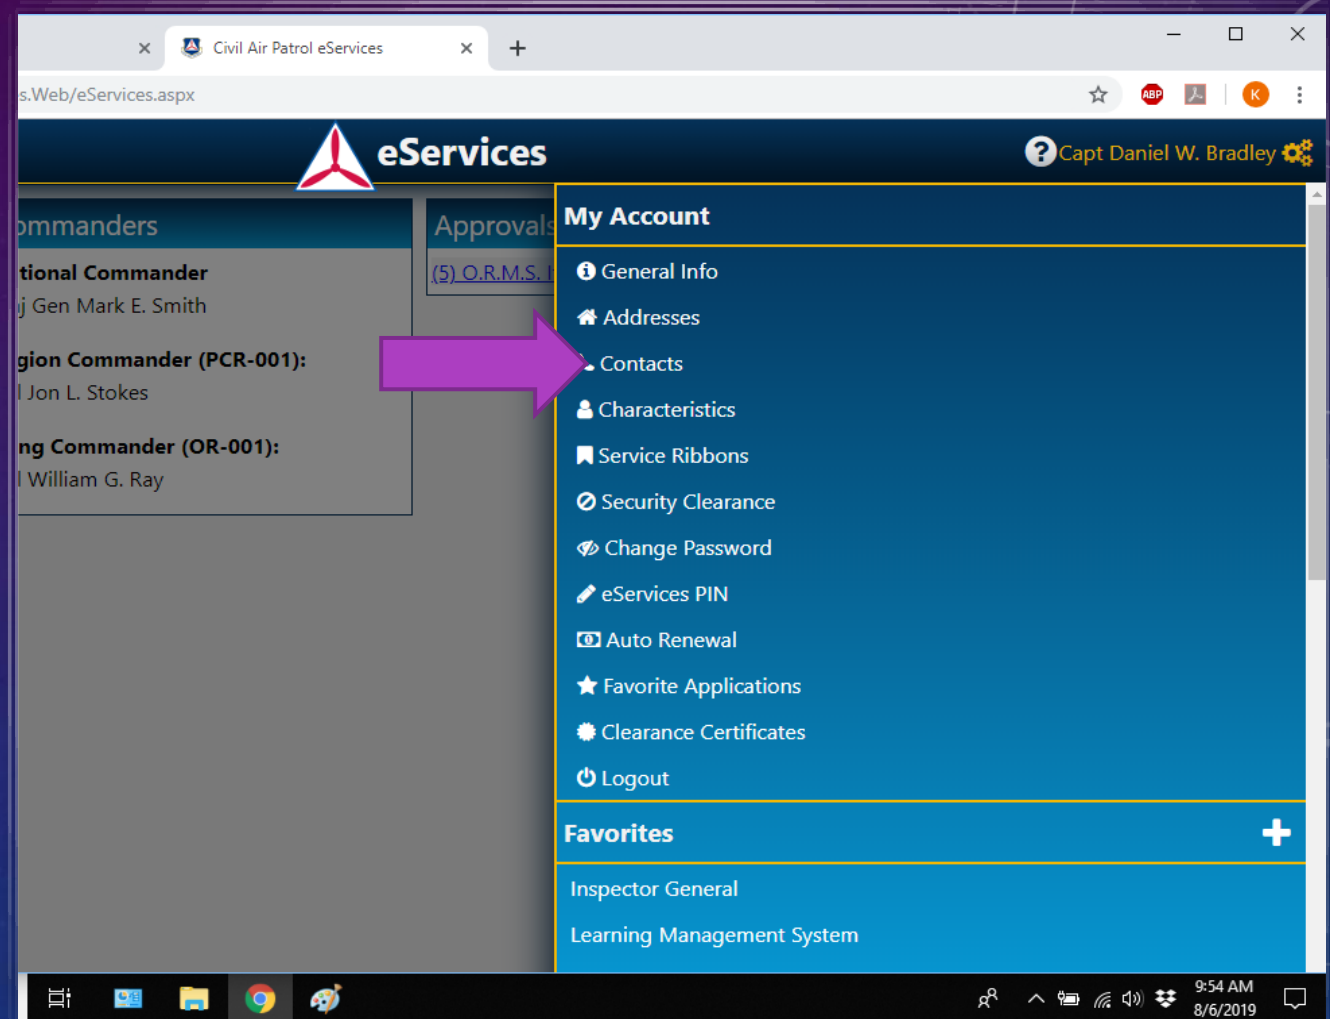 Civil Air Patrol eServices
s.Web/eServices.aspx
ABP
K
eServices
? Capt Daniel W. Bradley
ommanders
tional Commander
j Gen Mark E. Smith
gion Commander (PCR-001):
l Jon L. Stokes
ng Commander (OR-001):
l William G. Ray
Approvals
(5) O.R.M.S. I
My Account
General Info
Addresses
Contacts
Characteristics
Service Ribbons
Security Clearance
Change Password
eServices PIN
Auto Renewal
Favorite Applications
Clearance Certificates
Logout
Favorites
Inspector General
Learning Management System
9:54 AM
8/6/2019